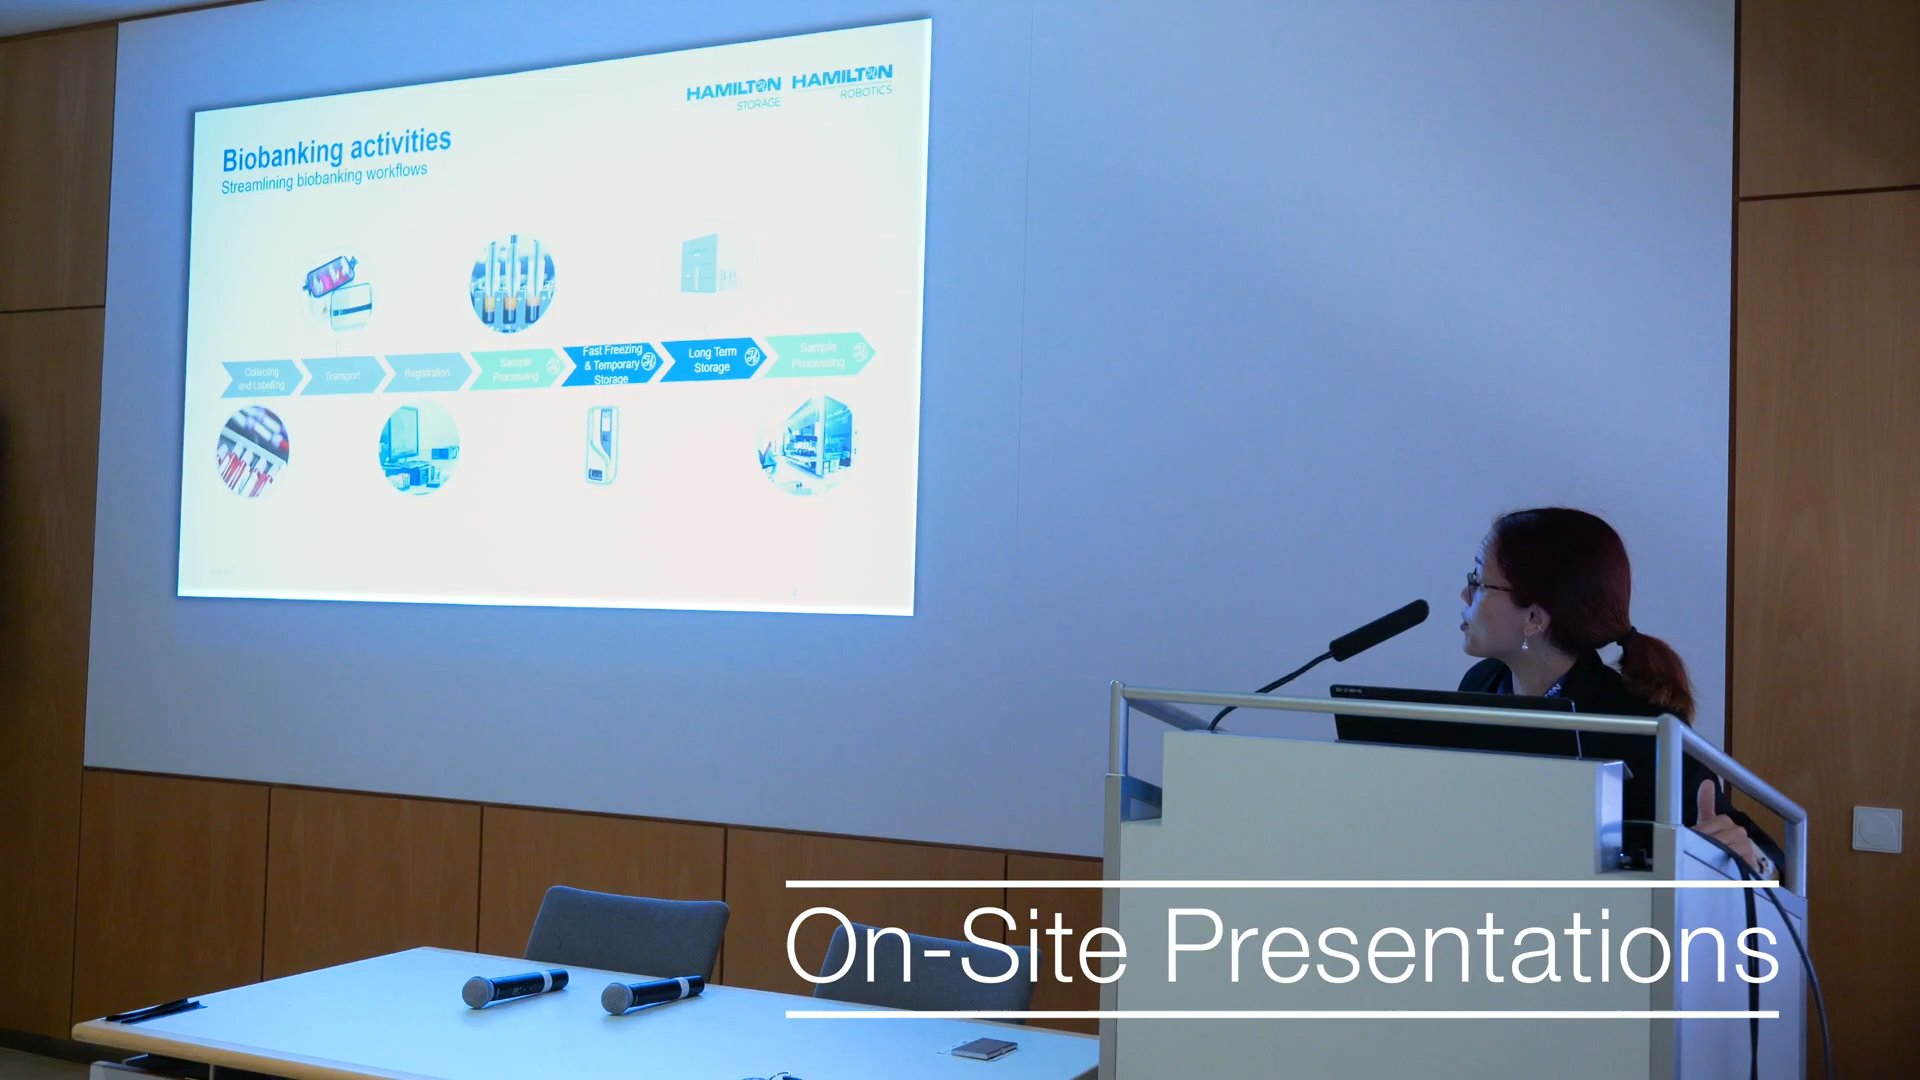 HAMILTON HAMILTON
STORAGE ROBOTICS
Biobanking activities
Streamlining biobanking workflows
Collecting
and Labelling
Transport
Registration
Sample
Processing
Fast Freezing
& Temporary
Storage
Long Term
Storage
Sample
Processing
On-Site Presentations